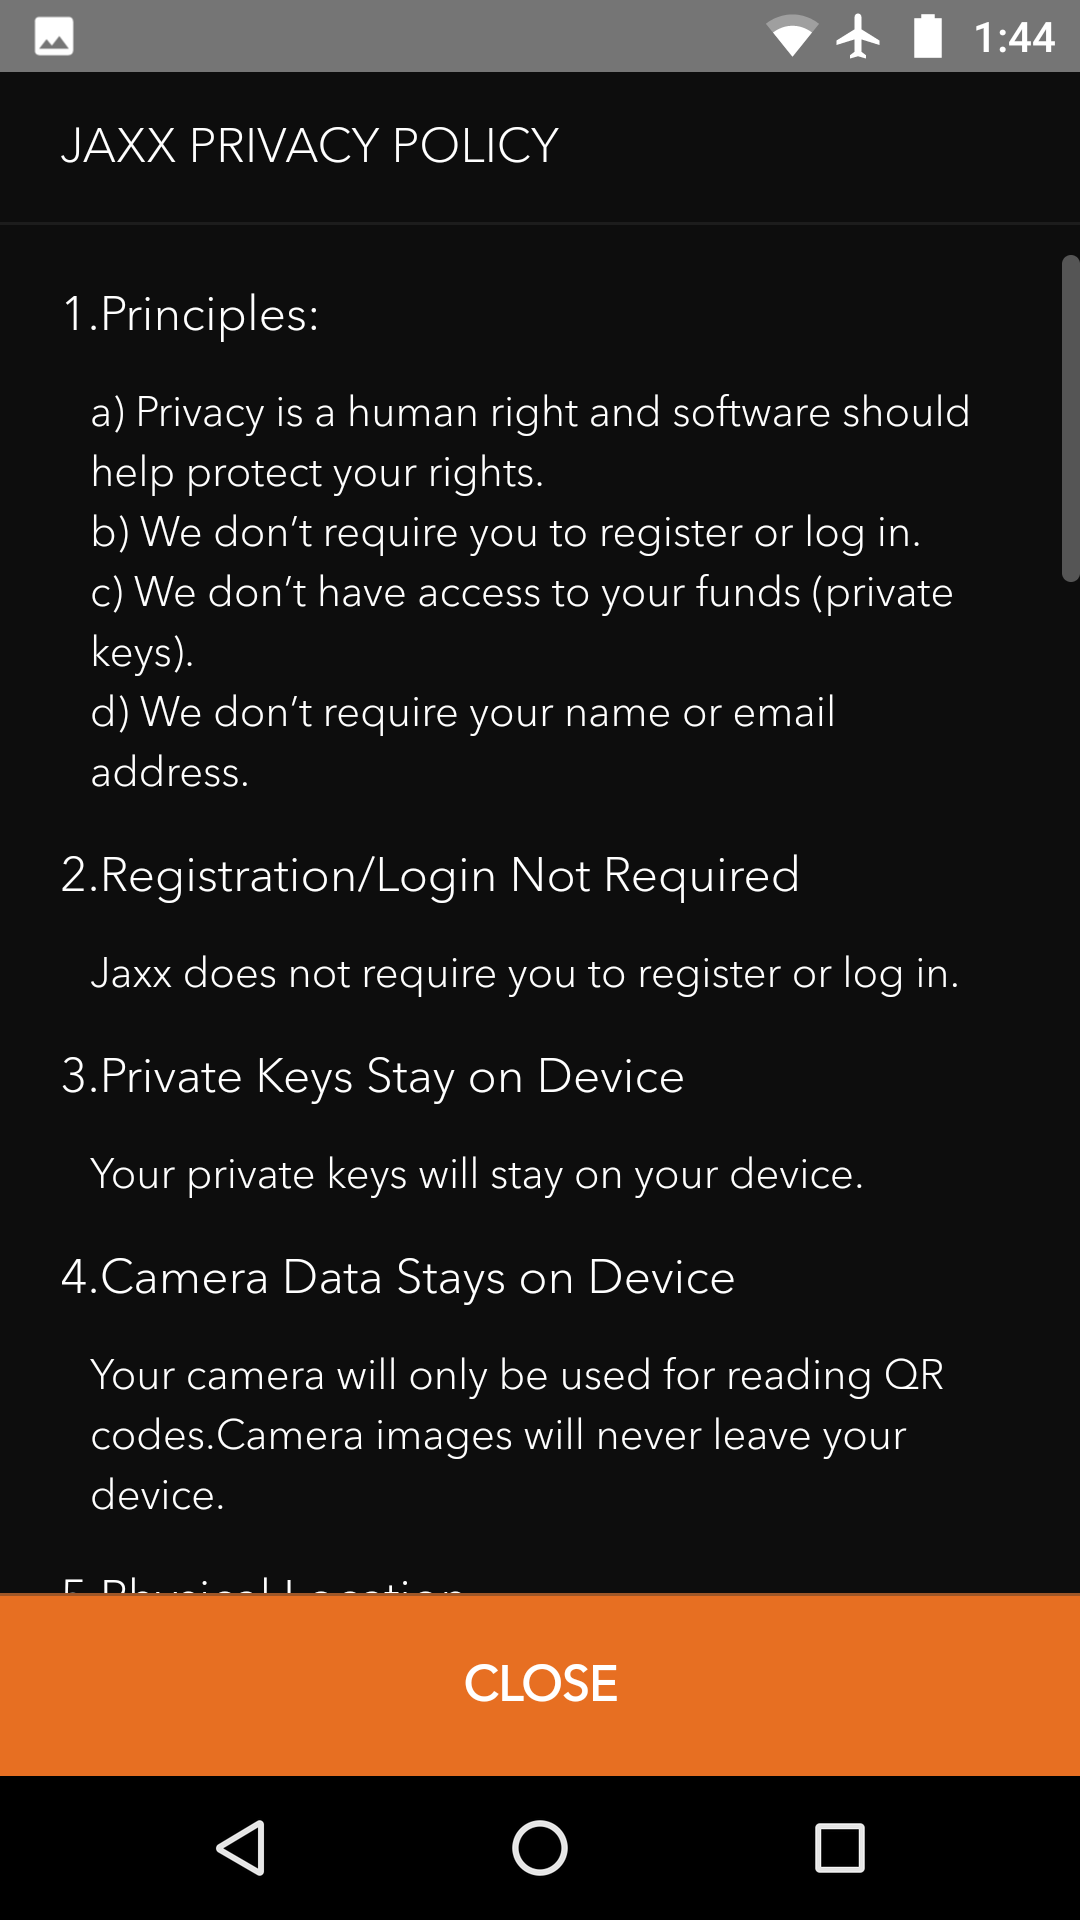 1:44
JAXX PRIVACY POLICY
1.Principles:
a) Privacy is a human right and software should
help protect your rights.
b) We don’t require you to register or log in.
c) We don’t have access to your funds (private
keys).
d) We don’t require your name or email
address.
2.Registration/Login Not Required
Jaxx does not require you to register or log in.
3.Private Keys Stay on Device
Your private keys will stay on your device.
4.Camera Data Stays on Device
Your camera will only be used for reading QR
codes.Camera images will never leave your
device.
5.Physical Location
CLOSE